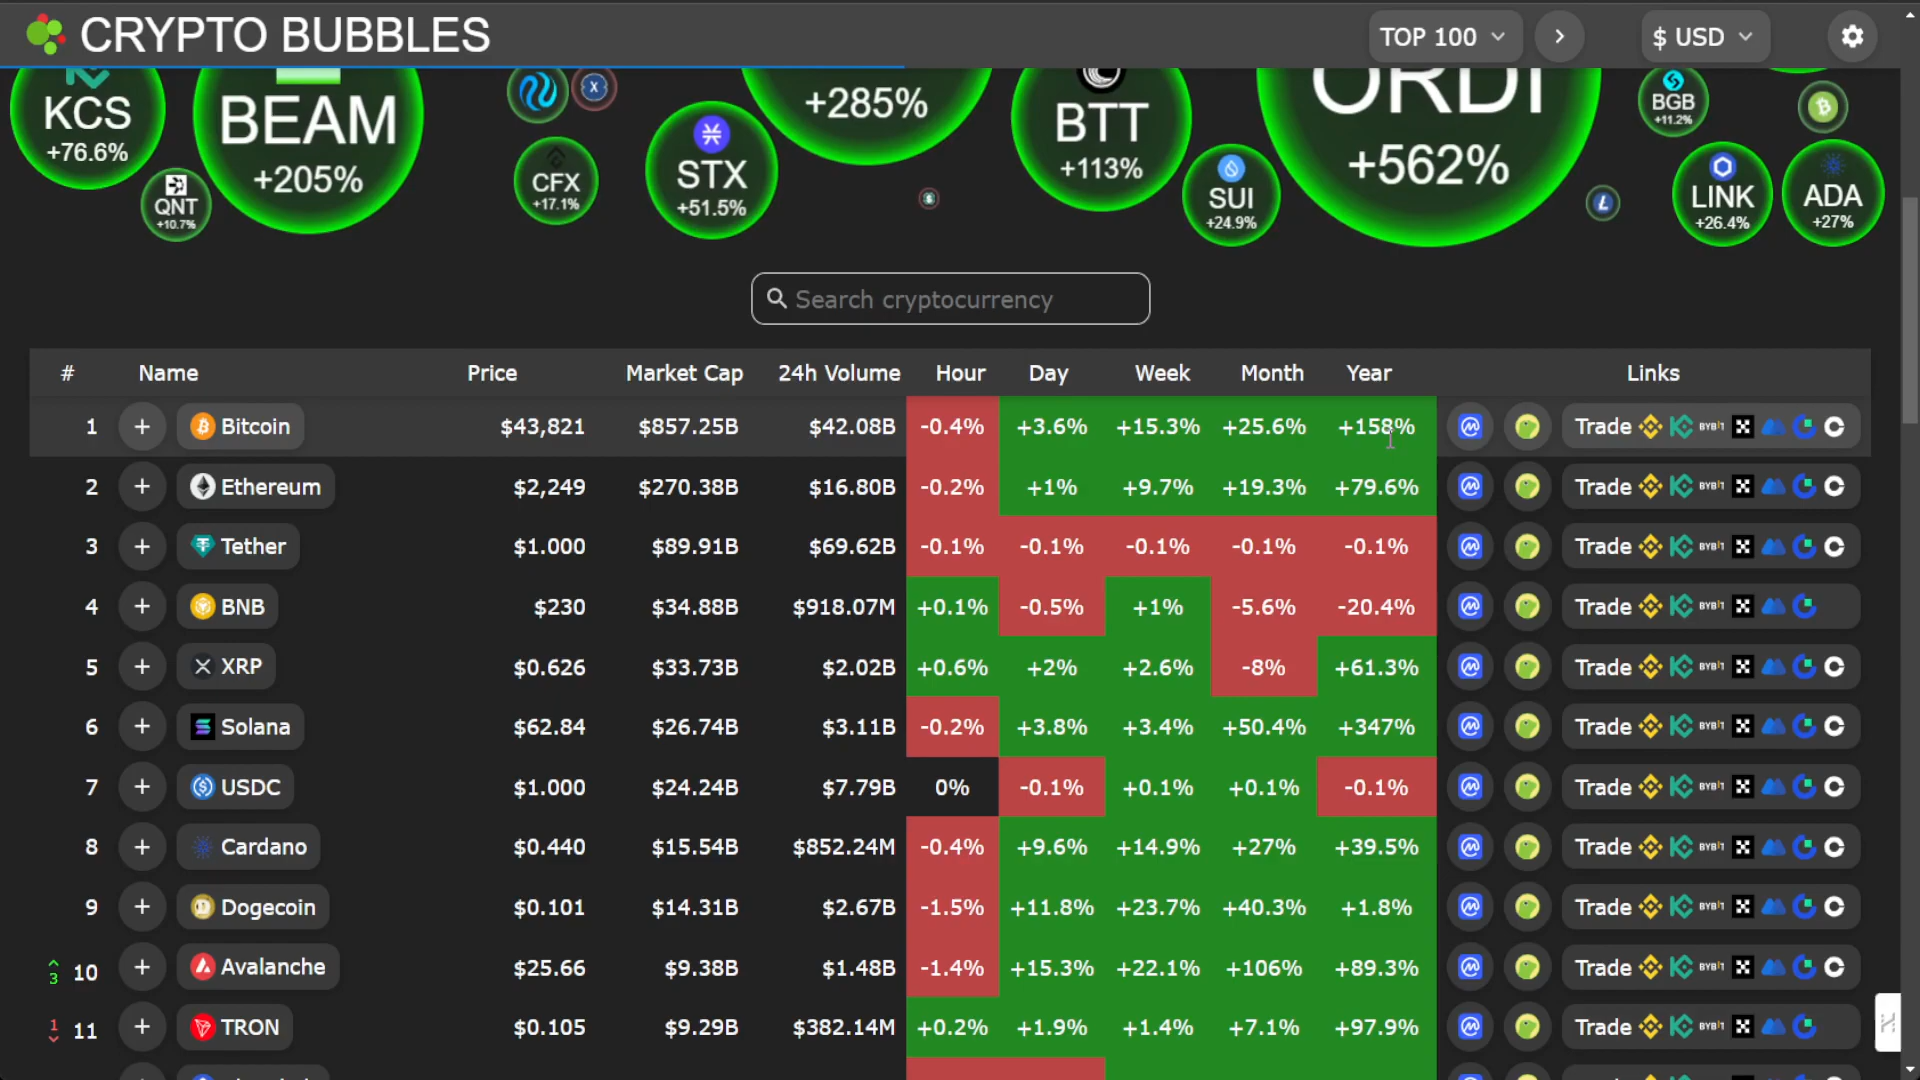 CRYPTO BUBBLES
TOP 100
$ USD
KCS
+76.6%
BEAM
+205%
QNT
+10.7%
CFX
+17.1%
STX
+51.5%
+285%
BTT
+113%
SUI
+24.9%
ORDI
+562%
BGB
+11.2%
LINK
+26.4%
ADA
+27%
Search cryptocurrency
# Name Price Market Cap 24h Volume Hour Day Week Month Year Links
1 + Bitcoin $43,821 $857.25B $42.08B -0.4% +3.6% +15.3% +25.6% +158% Trade BYBIT
2 + Ethereum $2,249 $270.38B $16.80B -0.2% +1% +9.7% +19.3% +79.6% Trade BYBIT
3 + Tether $1.000 $89.91B $69.62B -0.1% -0.1% -0.1% -0.1% -0.1% Trade BYBIT
4 + BNB $230 $34.88B $918.07M +0.1% -0.5% +1% -5.6% -20.4% Trade BYBIT
5 + XRP $0.626 $33.73B $2.02B +0.6% +2% +2.6% -8% +61.3% Trade BYBIT
6 + Solana $62.84 $26.74B $3.11B -0.2% +3.8% +3.4% +50.4% +347% Trade BYBIT
7 + USDC $1.000 $24.24B $7.79B 0% -0.1% +0.1% +0.1% -0.1% Trade BYBIT
8 + Cardano $0.440 $15.54B $852.24M -0.4% +9.6% +14.9% +27% +39.5% Trade BYBIT
9 + Dogecoin $0.101 $14.31B $2.67B -1.5% +11.8% +23.7% +40.3% +1.8% Trade BYBIT
3 10 + Avalanche $25.66 $9.38B $1.48B -1.4% +15.3% +22.1% +106% +89.3% Trade BYBIT
1 11 + TRON $0.105 $9.29B $382.14M +0.2% +1.9% +1.4% +7.1% +97.9% Trade BYBIT